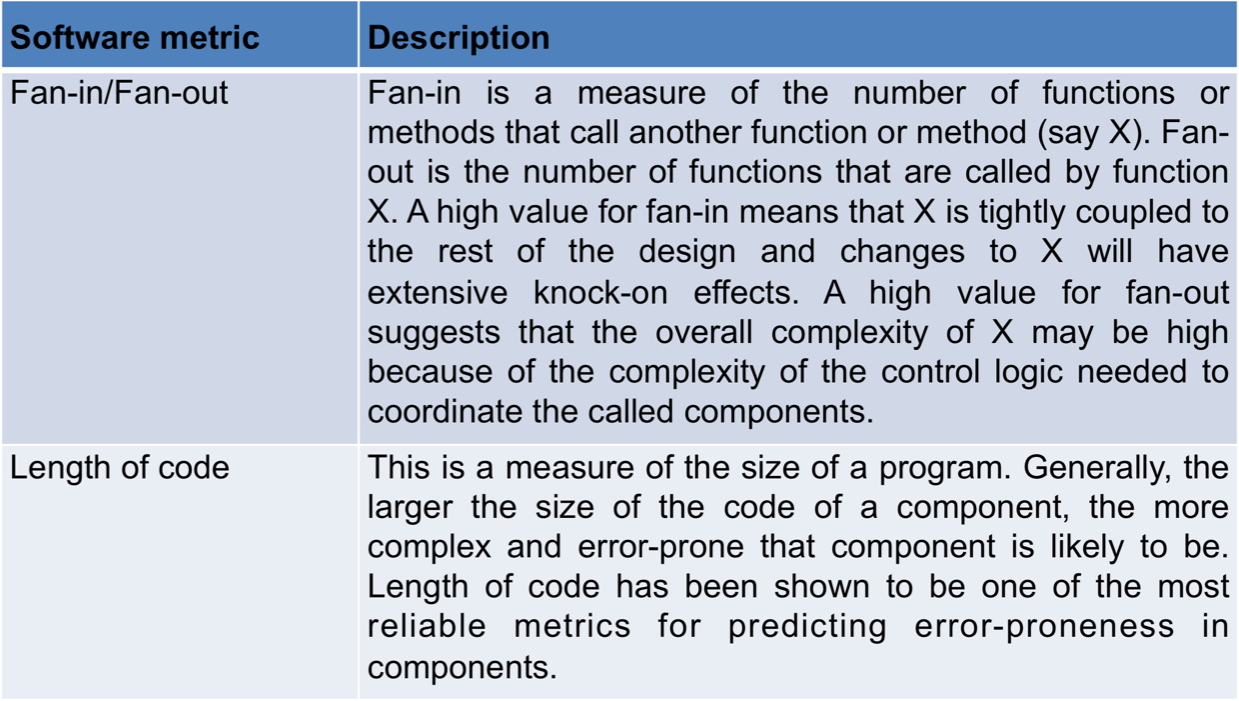 Software metric
Description
Fan-in/Fan-out
Fan-in is a measure of the number of functions or
methods that call another function or method (say X). Fan-
out is the number of functions that are called by function
X. A high value for fan-in means that X is tightly coupled to
the rest of the design and changes to X will have
extensive knock-on effects. A high value for fan-out
suggests that the overall complexity of X may be high
because of the complexity of the control logic needed to
coordinate the called components.
Length of code
This is a measure of the size of a program. Generally, the
larger the size of the code of a component, the more
complex and error-prone that component is likely to be.
Length of code has been shown to be one of the most
reliable metrics for predicting error-proneness in
components.